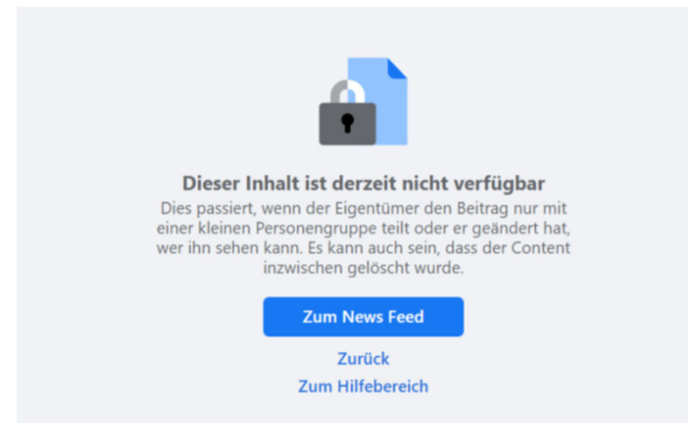 Dieser Inhalt ist derzeit nicht verfügbar
Dies passiert, wenn der Eigentümer den Beitrag nur mit
einer kleinen Personengruppe teilt oder er geändert hat,
wer ihn sehen kann. Es kann auch sein, dass der Content
inzwischen gelöscht wurde.
Zum News Feed
Zurück
Zum Hilfebereich